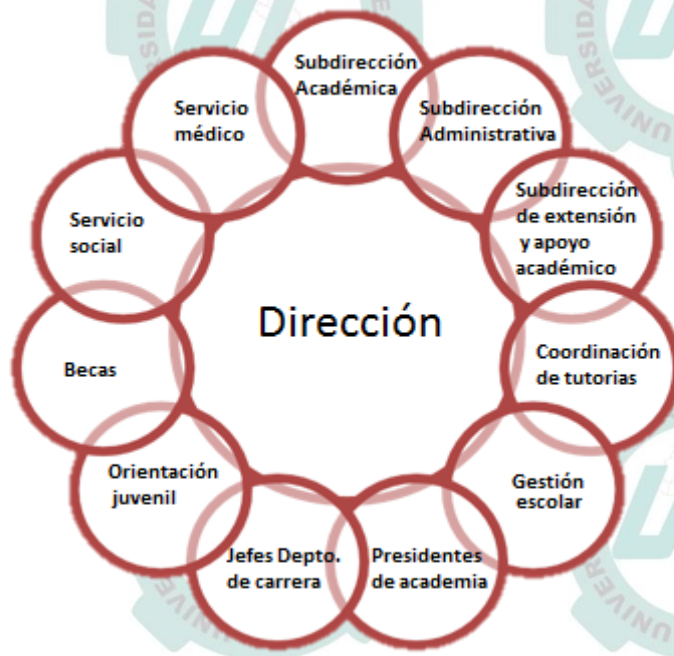 Subdirección
Académica
Subdirección
Administrativa
Subdirección
de extensión
y apoyo
académico
Coordinación
de tutorias
Gestión
escolar
Presidentes
de academia
Jefes Depto.
de carrera
Orientación
juvenil
Becas
Servicio
social
Servicio
médico
Dirección